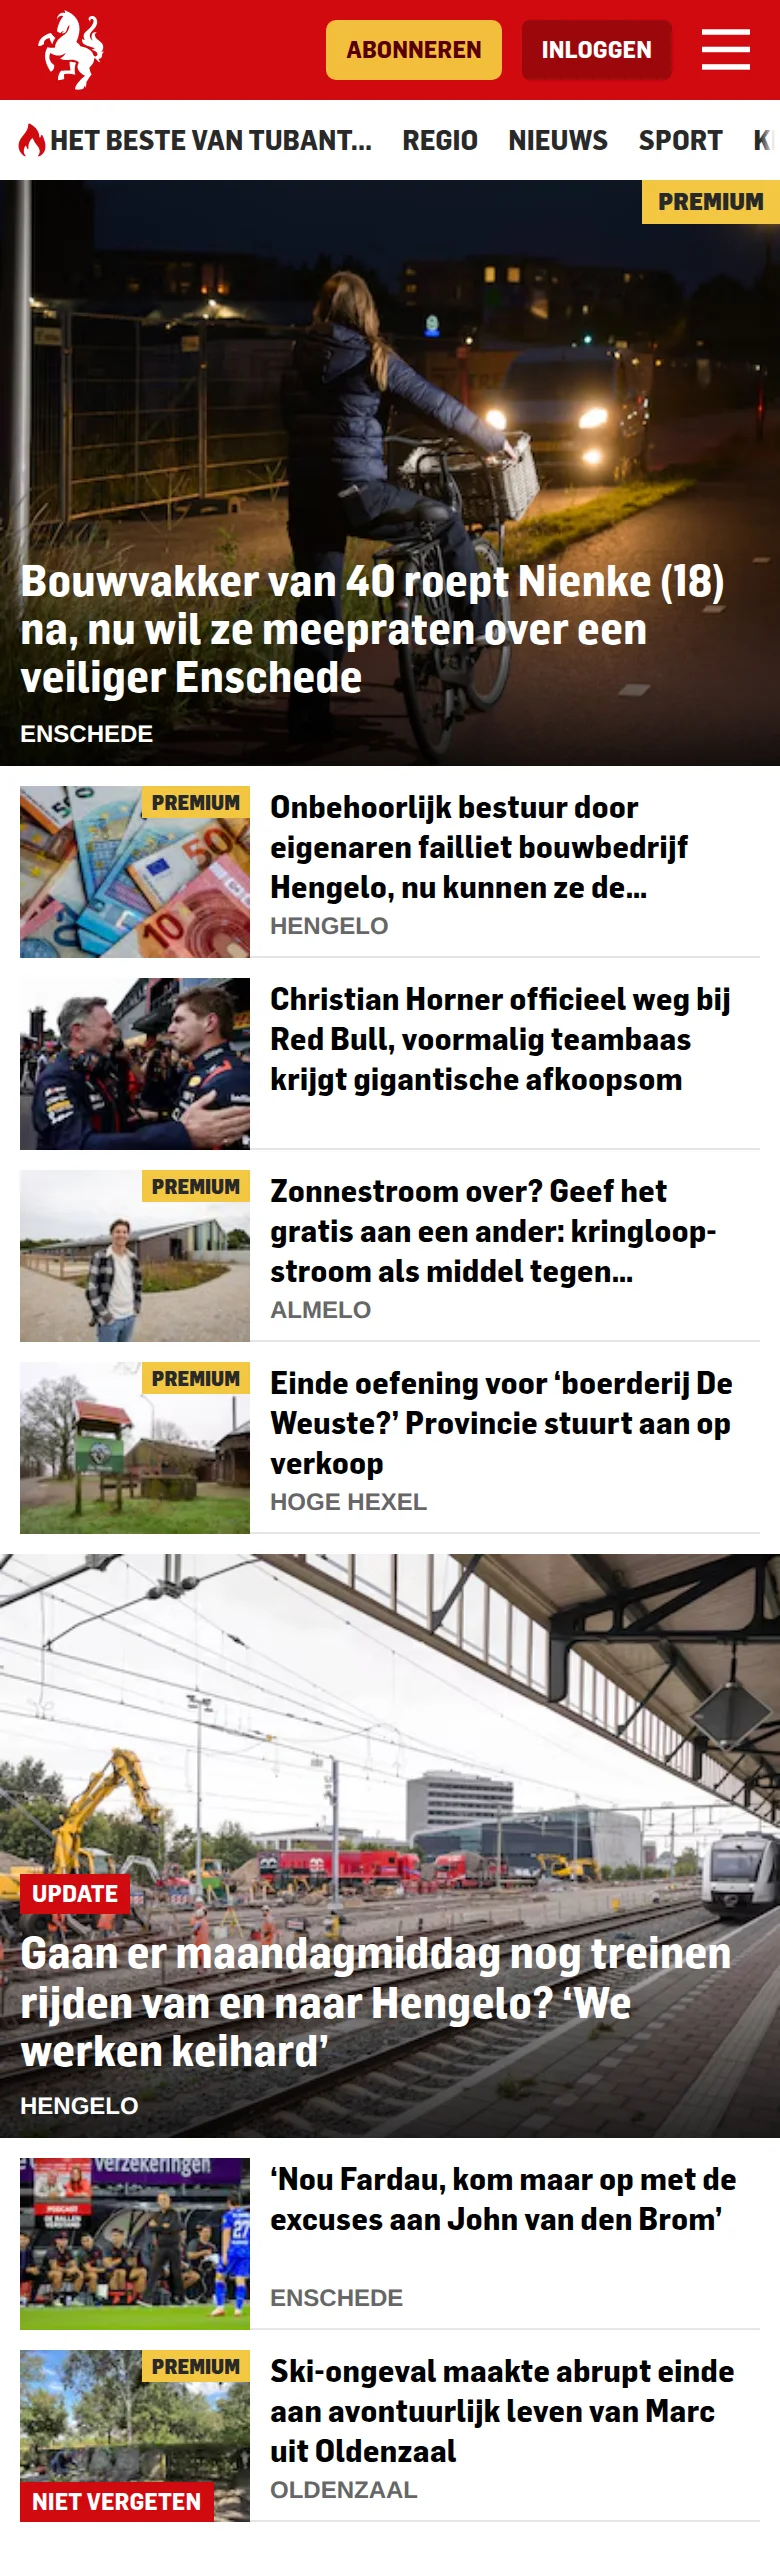 ABONNEREN
INLOGGEN
HET BESTE VAN TUBANT...
REGIO
NIEUWS
SPORT
PREMIUM
Bouwvakker van 40 roept Nienke (18)
na, nu wil ze meepraten over een
veiliger Enschede
ENSCHEDE
PREMIUM
Onbehoorlijk bestuur door
eigenaren failliet bouwbedrijf
Hengelo, nu kunnen ze de...
HENGELO
Christian Horner officieel weg bij
Red Bull, voormalig teambaas
krijgt gigantische afkoopsom
PREMIUM
Zonnestroom over? Geef het
gratis aan een ander: kringloop-
stroom als middel tegen...
ALMELO
PREMIUM
Einde oefening voor ‘boerderij De
Weuste?’ Provincie stuurt aan op
verkoop
HOGE HEXEL
UPDATE
Gaan er maandagmiddag nog treinen
rijden van en naar Hengelo? ‘We
werken keihard’
HENGELO
verzekeringen
PODCAST
DE BALLEN
VERSTAND
27
‘Nou Fardau, kom maar op met de
excuses aan John van den Brom’
ENSCHEDE
PREMIUM
NIET VERGETEN
Ski-ongeval maakte abrupt einde
aan avontuurlijk leven van Marc
uit Oldenzaal
OLDENZAAL